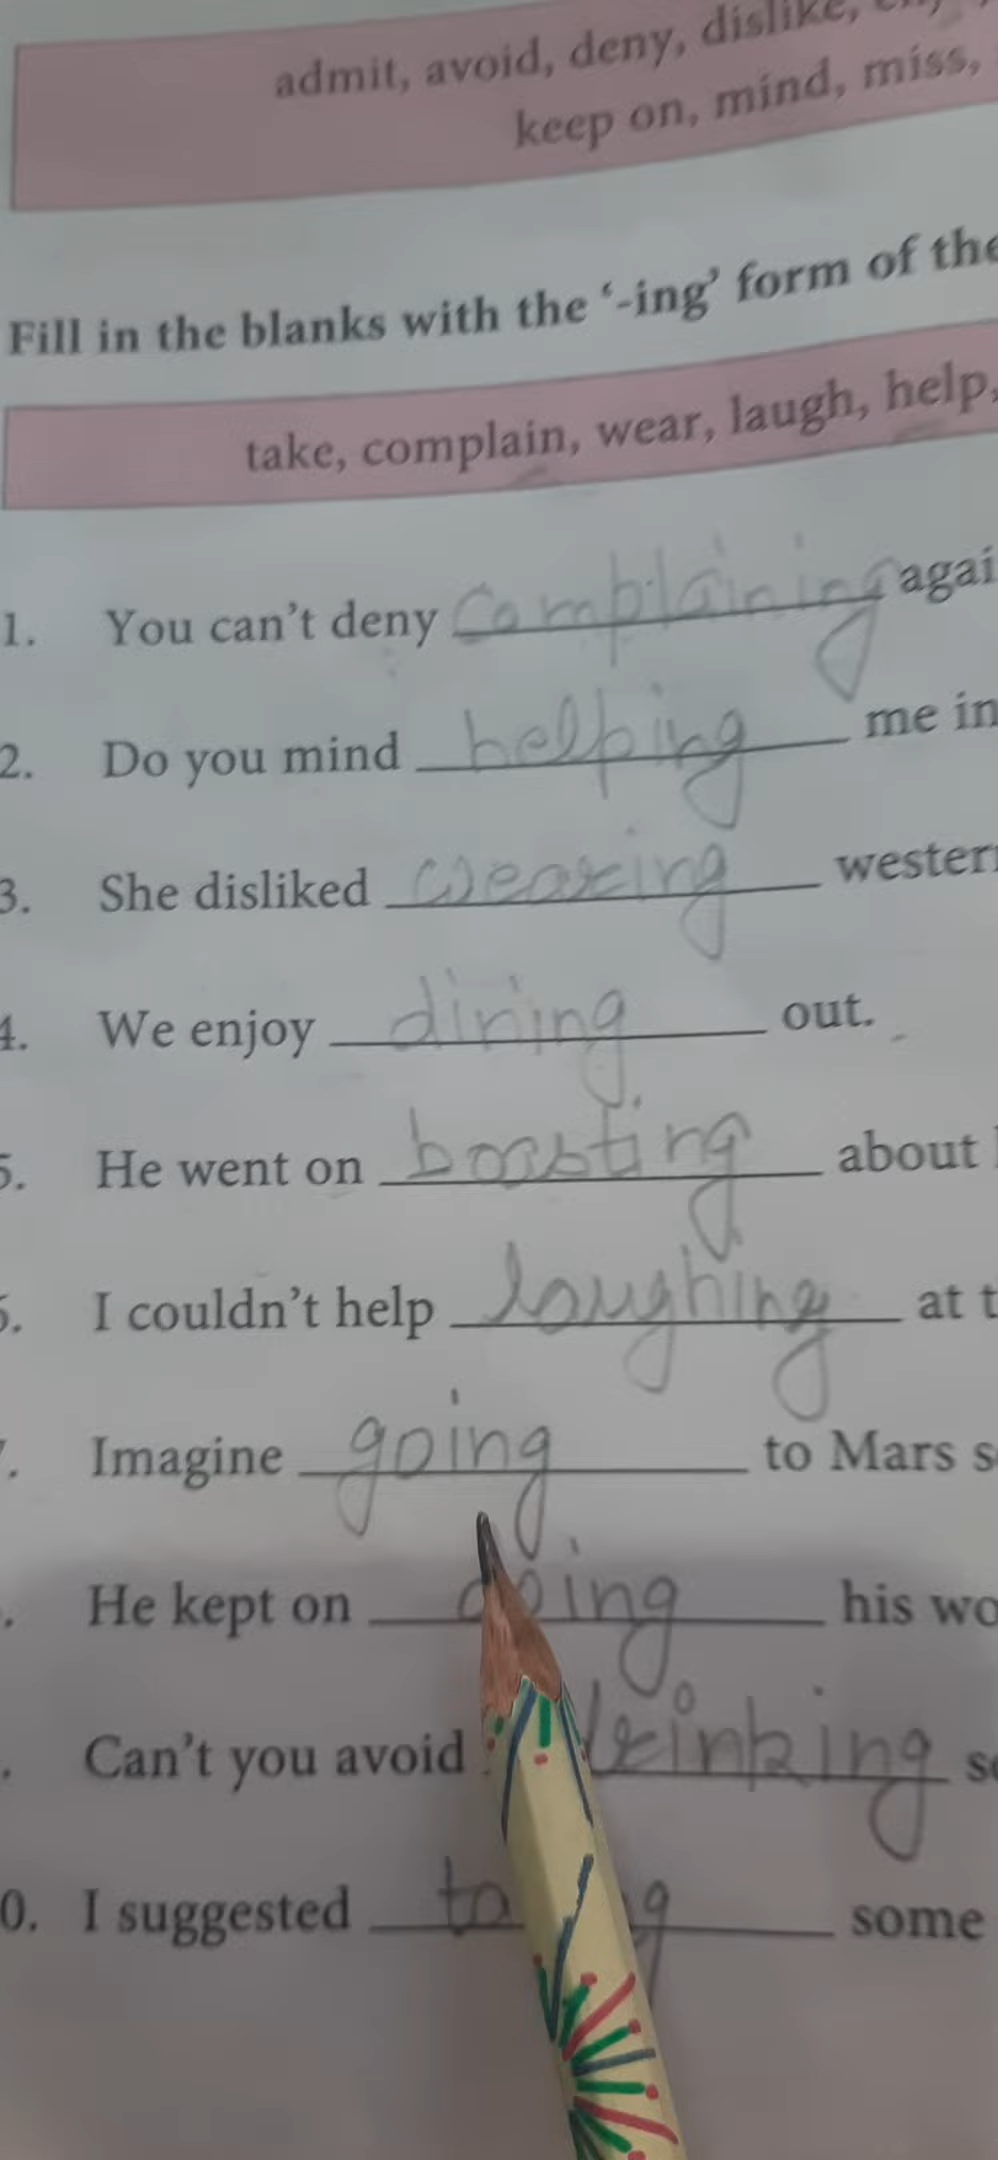 admit, avoid, deny, dislike,
keep on, mind, miss,
Fill in the blanks with the ‘-ing’ form of the
take, complain, wear, laugh, help,
1. You can't deny complaining agai
2. Do you mind helping me in
3. She disliked wearing wester
4. We enjoy dining out.
5. He went on boasting about
6. I couldn't help laughing at t
Imagine going to Mars s
He kept on doing his wo
Can't you avoid drinking s
0. I suggested some